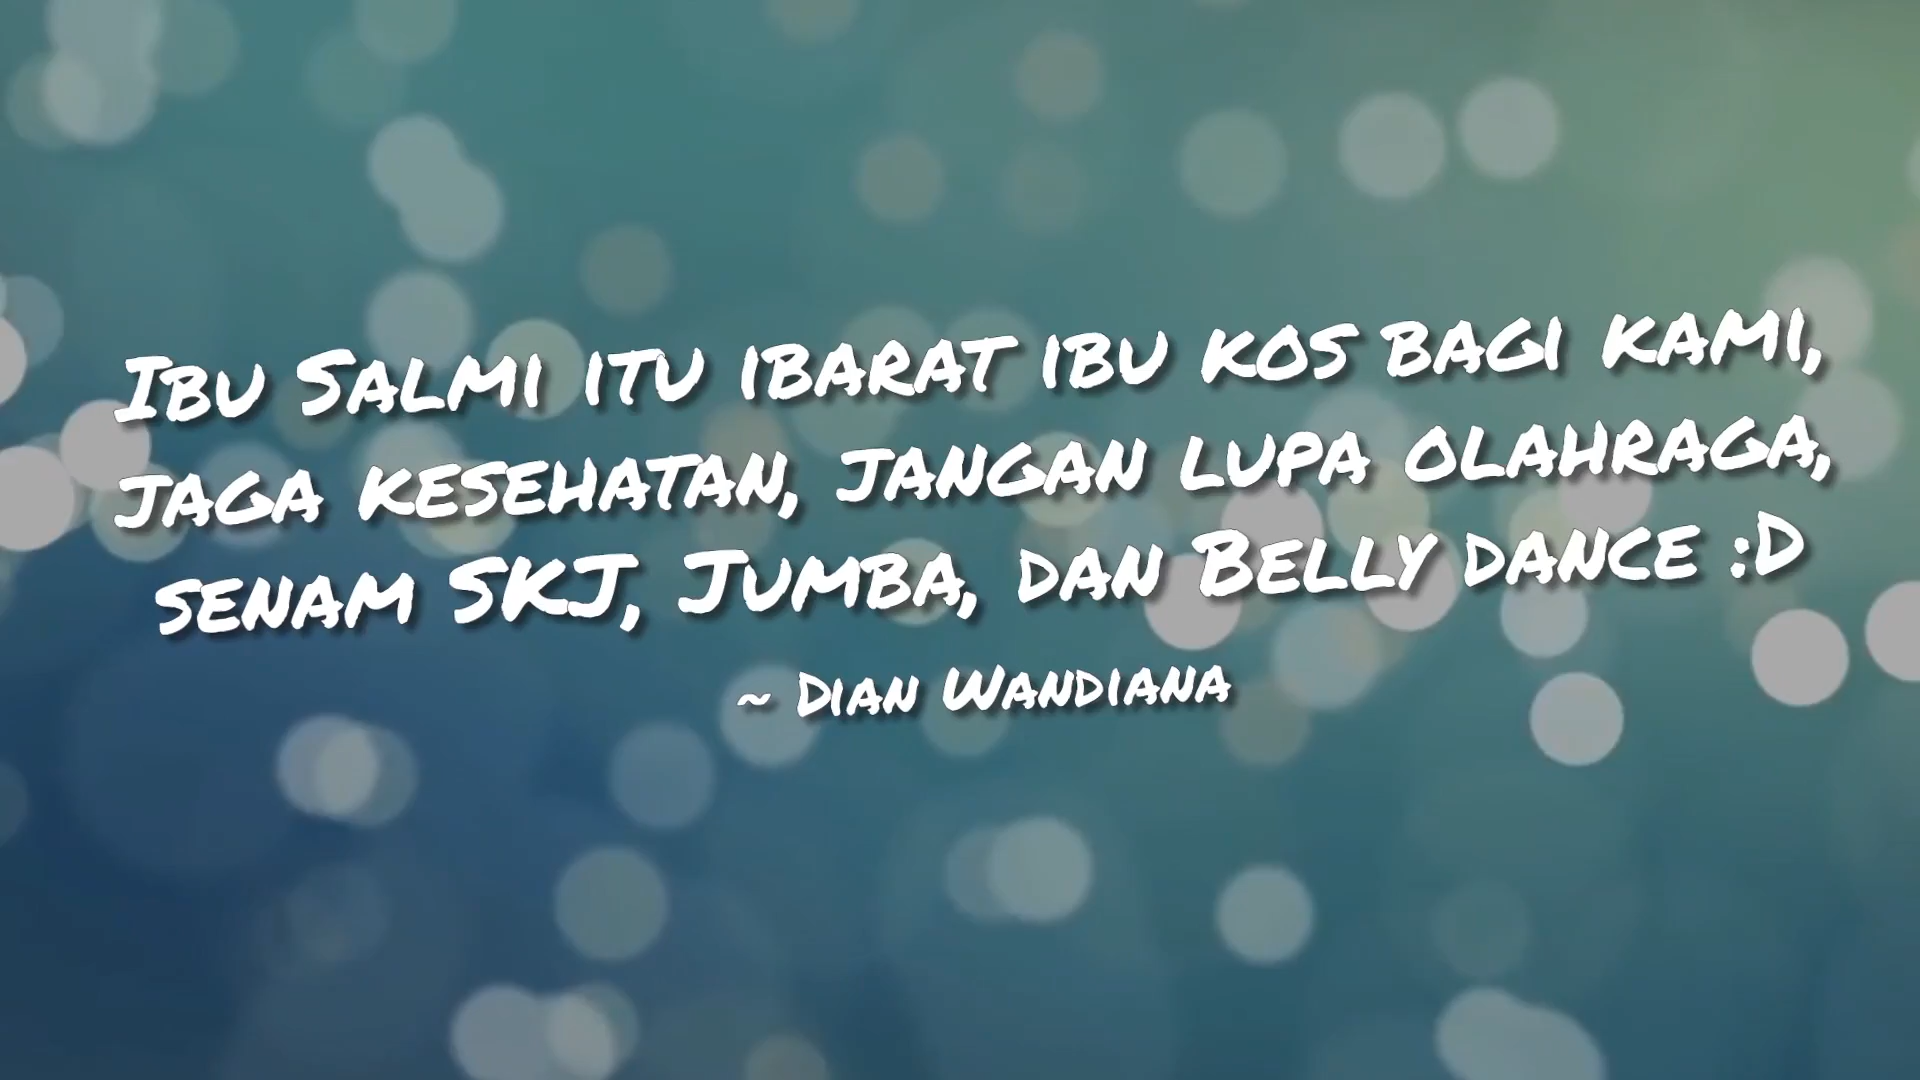 Ibu Salmi itu ibarat ibu kos bagi kami,
jaga kesehatan, jangan lupa olahraga,
senam SKJ, Jumba, dan Belly dance :D
~ Dian Wandiana